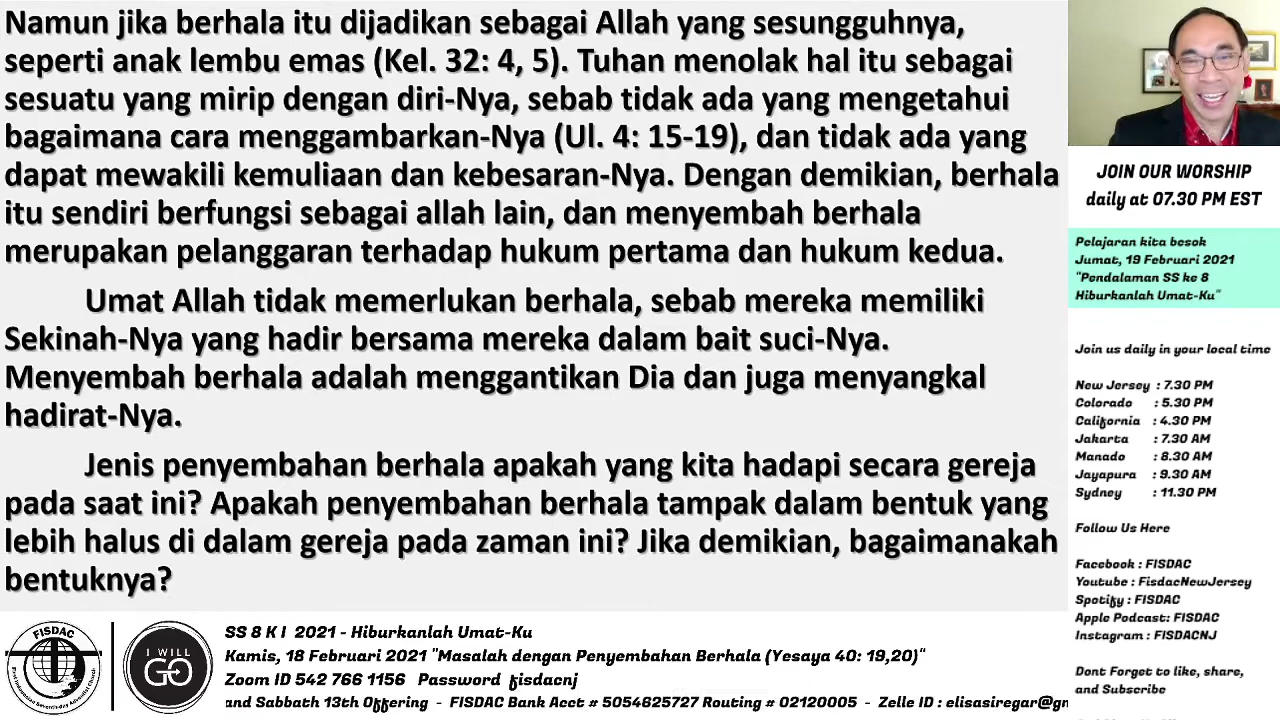 Namun jika berhala itu dijadikan sebagai Allah yang sesungguhnya,
seperti anak lembu emas (Kel. 32: 4, 5). Tuhan menolak hal itu sebagai
sesuatu yang mirip dengan diri-Nya, sebab tidak ada yang mengetahui
bagaimana cara menggambarkan-Nya (Ul. 4: 15-19), dan tidak ada yang
dapat mewakili kemuliaan dan kebesaran-Nya. Dengan demikian, berhala
itu sendiri berfungsi sebagai allah lain, dan menyembah berhala
merupakan pelanggaran terhadap hukum pertama dan hukum kedua.
Umat Allah tidak memerlukan berhala, sebab mereka memiliki
Sekinah-Nya yang hadir bersama mereka dalam bait suci-Nya.
Menyembah berhala adalah menggantikan Dia dan juga menyangkal
hadirat-Nya.
Jenis penyembahan berhala apakah yang kita hadapi secara gereja
pada saat ini? Apakah penyembahan berhala tampak dalam bentuk yang
lebih halus di dalam gereja pada zaman ini? Jika demikian, bagaimanakah
bentuknya?
JOIN OUR WORSHIP
daily at 07.30 PM EST
Pelajaran kita besok
Jumat, 19 Februari 2021
"Pendalaman SS ke 8
Hiburkanlah Umat-Ku"
Join us daily in your local time
New Jersey : 7.30 PM
Colorado : 5.30 PM
California : 4.30 PM
Jakarta : 7.30 AM
Manado : 8.30 AM
Jayapura : 9.30 AM
Sydney : 11.30 PM
Follow Us Here
Facebook : FISDAC
Youtube : FisdacNewJersey
Spotify : FISDAC
Apple Podcast: FISDAC
Instagram : FISDACNJ
Dont Forget to like, share,
and Subscribe
FISDAC
I WILL
GO
SS 8 K I 2021 - Hiburkanlah Umat-Ku
Kamis, 18 Februari 2021 "Masalah dengan Penyembahan Berhala (Yesaya 40: 19,20)"
Zoom ID 542 766 1156 Password fisdacnj
and Sabbath 13th Offering - FISDAC Bank Acct # 5054625727 Routing # 02120005 - Zelle ID : elisasiregar@gm